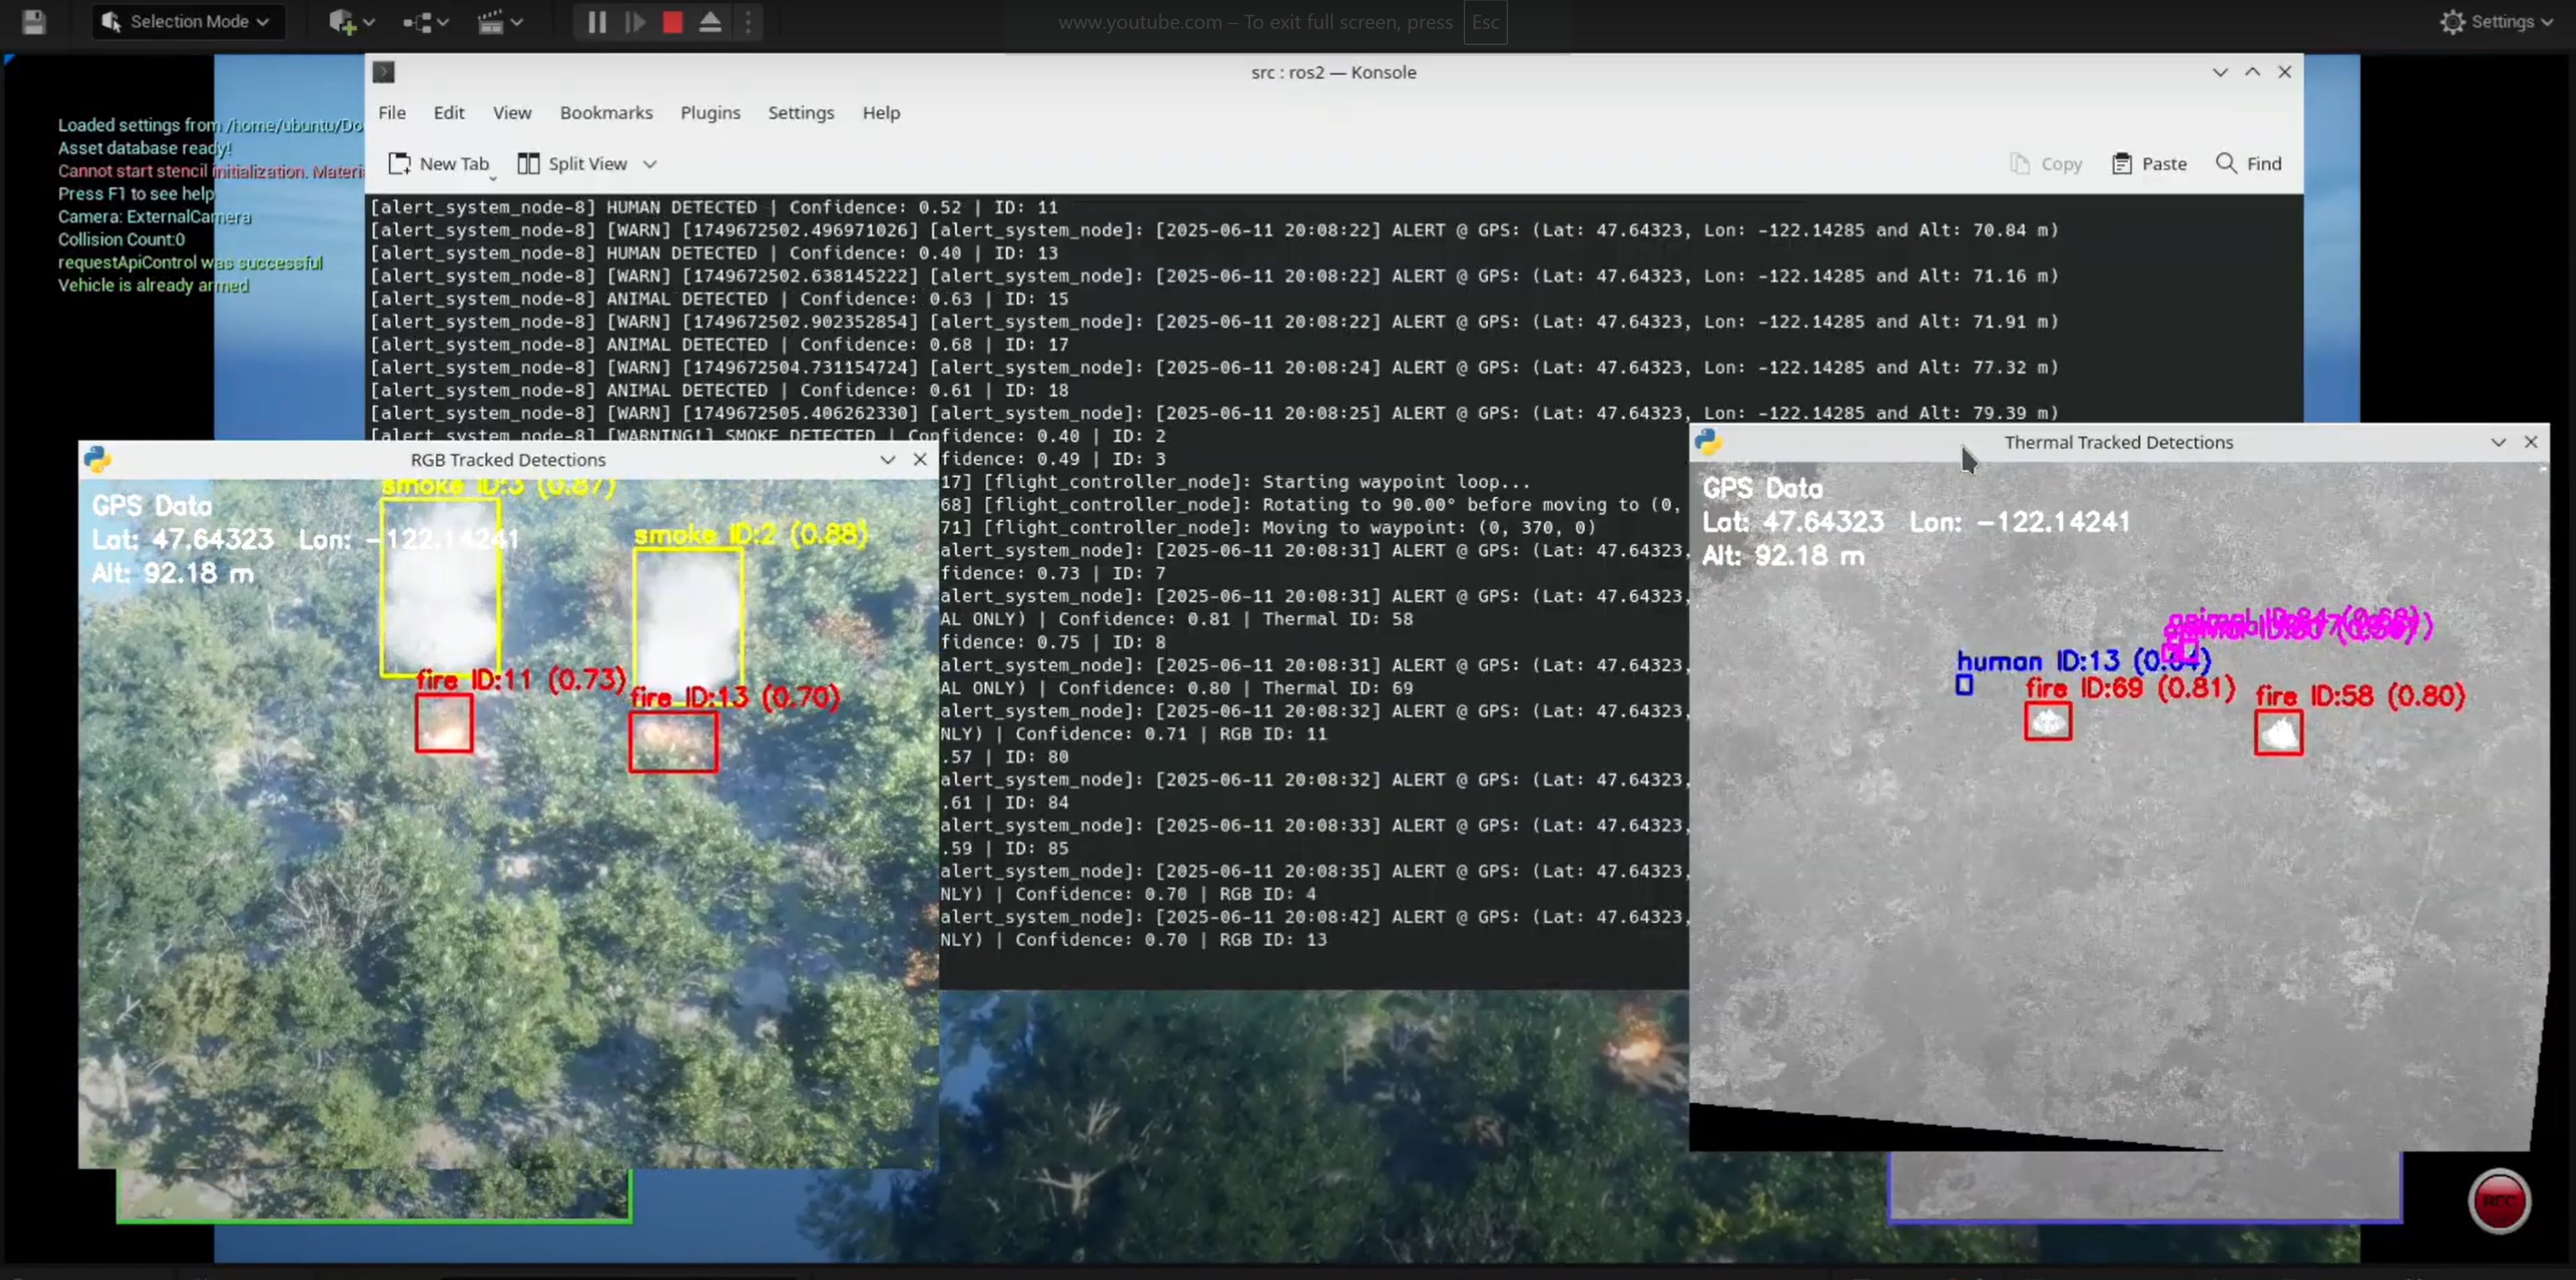 Selection Mode
www.youtube.com – To exit full screen, press Esc
Settings
src : ros2 — Konsole
File Edit View Bookmarks Plugins Settings Help
New Tab Split View
Copy Paste Find
Loaded settings from /home/ubuntu/Do
Asset database ready!
Cannot start stencil initialization. Materi
Press F1 to see help
Camera: ExternalCamera
Collision Count:0
requestApiControl was successful
Vehicle is already armed
[alert_system_node-8] HUMAN DETECTED | Confidence: 0.52 | ID: 11
[alert_system_node-8] [WARN] [1749672502.496971026] [alert_system_node]: [2025-06-11 20:08:22] ALERT @ GPS: (Lat: 47.64323, Lon: -122.14285 and Alt: 70.84 m)
[alert_system_node-8] HUMAN DETECTED | Confidence: 0.40 | ID: 13
[alert_system_node-8] [WARN] [1749672502.638145222] [alert_system_node]: [2025-06-11 20:08:22] ALERT @ GPS: (Lat: 47.64323, Lon: -122.14285 and Alt: 71.16 m)
[alert_system_node-8] ANIMAL DETECTED | Confidence: 0.63 | ID: 15
[alert_system_node-8] [WARN] [1749672502.902352854] [alert_system_node]: [2025-06-11 20:08:22] ALERT @ GPS: (Lat: 47.64323, Lon: -122.14285 and Alt: 71.91 m)
[alert_system_node-8] ANIMAL DETECTED | Confidence: 0.68 | ID: 17
[alert_system_node-8] [WARN] [1749672504.731154724] [alert_system_node]: [2025-06-11 20:08:24] ALERT @ GPS: (Lat: 47.64323, Lon: -122.14285 and Alt: 77.32 m)
[alert_system_node-8] ANIMAL DETECTED | Confidence: 0.61 | ID: 18
[alert_system_node-8] [WARN] [1749672505.406262330] [alert_system_node]: [2025-06-11 20:08:25] ALERT @ GPS: (Lat: 47.64323, Lon: -122.14285 and Alt: 79.39 m)
[alert_system_node-8] [WARNING!] SMOKE DETECTED | Confidence: 0.40 | ID: 2
fidence: 0.49 | ID: 3
17] [flight_controller_node]: Starting waypoint loop...
68] [flight_controller_node]: Rotating to 90.00° before moving to (0,
71] [flight_controller_node]: Moving to waypoint: (0, 370, 0)
alert_system_node]: [2025-06-11 20:08:31] ALERT @ GPS: (Lat: 47.64323,
fidence: 0.73 | ID: 7
alert_system_node]: [2025-06-11 20:08:31] ALERT @ GPS: (Lat: 47.64323,
AL ONLY) | Confidence: 0.81 | Thermal ID: 58
fidence: 0.75 | ID: 8
alert_system_node]: [2025-06-11 20:08:31] ALERT @ GPS: (Lat: 47.64323,
AL ONLY) | Confidence: 0.80 | Thermal ID: 69
alert_system_node]: [2025-06-11 20:08:32] ALERT @ GPS: (Lat: 47.64323,
NLY) | Confidence: 0.71 | RGB ID: 11
.57 | ID: 80
alert_system_node]: [2025-06-11 20:08:32] ALERT @ GPS: (Lat: 47.64323,
.61 | ID: 84
alert_system_node]: [2025-06-11 20:08:33] ALERT @ GPS: (Lat: 47.64323,
.59 | ID: 85
alert_system_node]: [2025-06-11 20:08:35] ALERT @ GPS: (Lat: 47.64323,
NLY) | Confidence: 0.70 | RGB ID: 4
alert_system_node]: [2025-06-11 20:08:42] ALERT @ GPS: (Lat: 47.64323,
NLY) | Confidence: 0.70 | RGB ID: 13
RGB Tracked Detections
GPS Data
Lat: 47.64323 Lon: -122.14241
Alt: 92.18 m
smoke ID:3 (0.87)
smoke ID:2 (0.88)
fire ID:11 (0.73)
fire ID:13 (0.70)
Thermal Tracked Detections
GPS Data
Lat: 47.64323 Lon: -122.14241
Alt: 92.18 m
human ID:13
fire ID:69 (0.81)
fire ID:58 (0.80)
REC